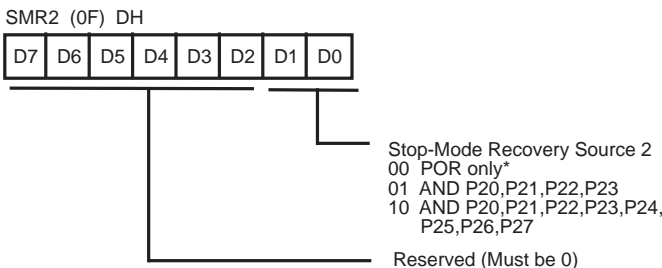 SMR2 (0F) DH
D7 D6 D5 D4 D3 D2 D1 D0
Stop-Mode Recovery Source 2
00 POR only*
01 AND P20,P21,P22,P23
10 AND P20,P21,P22,P23,P24,
P25,P26,P27
Reserved (Must be 0)